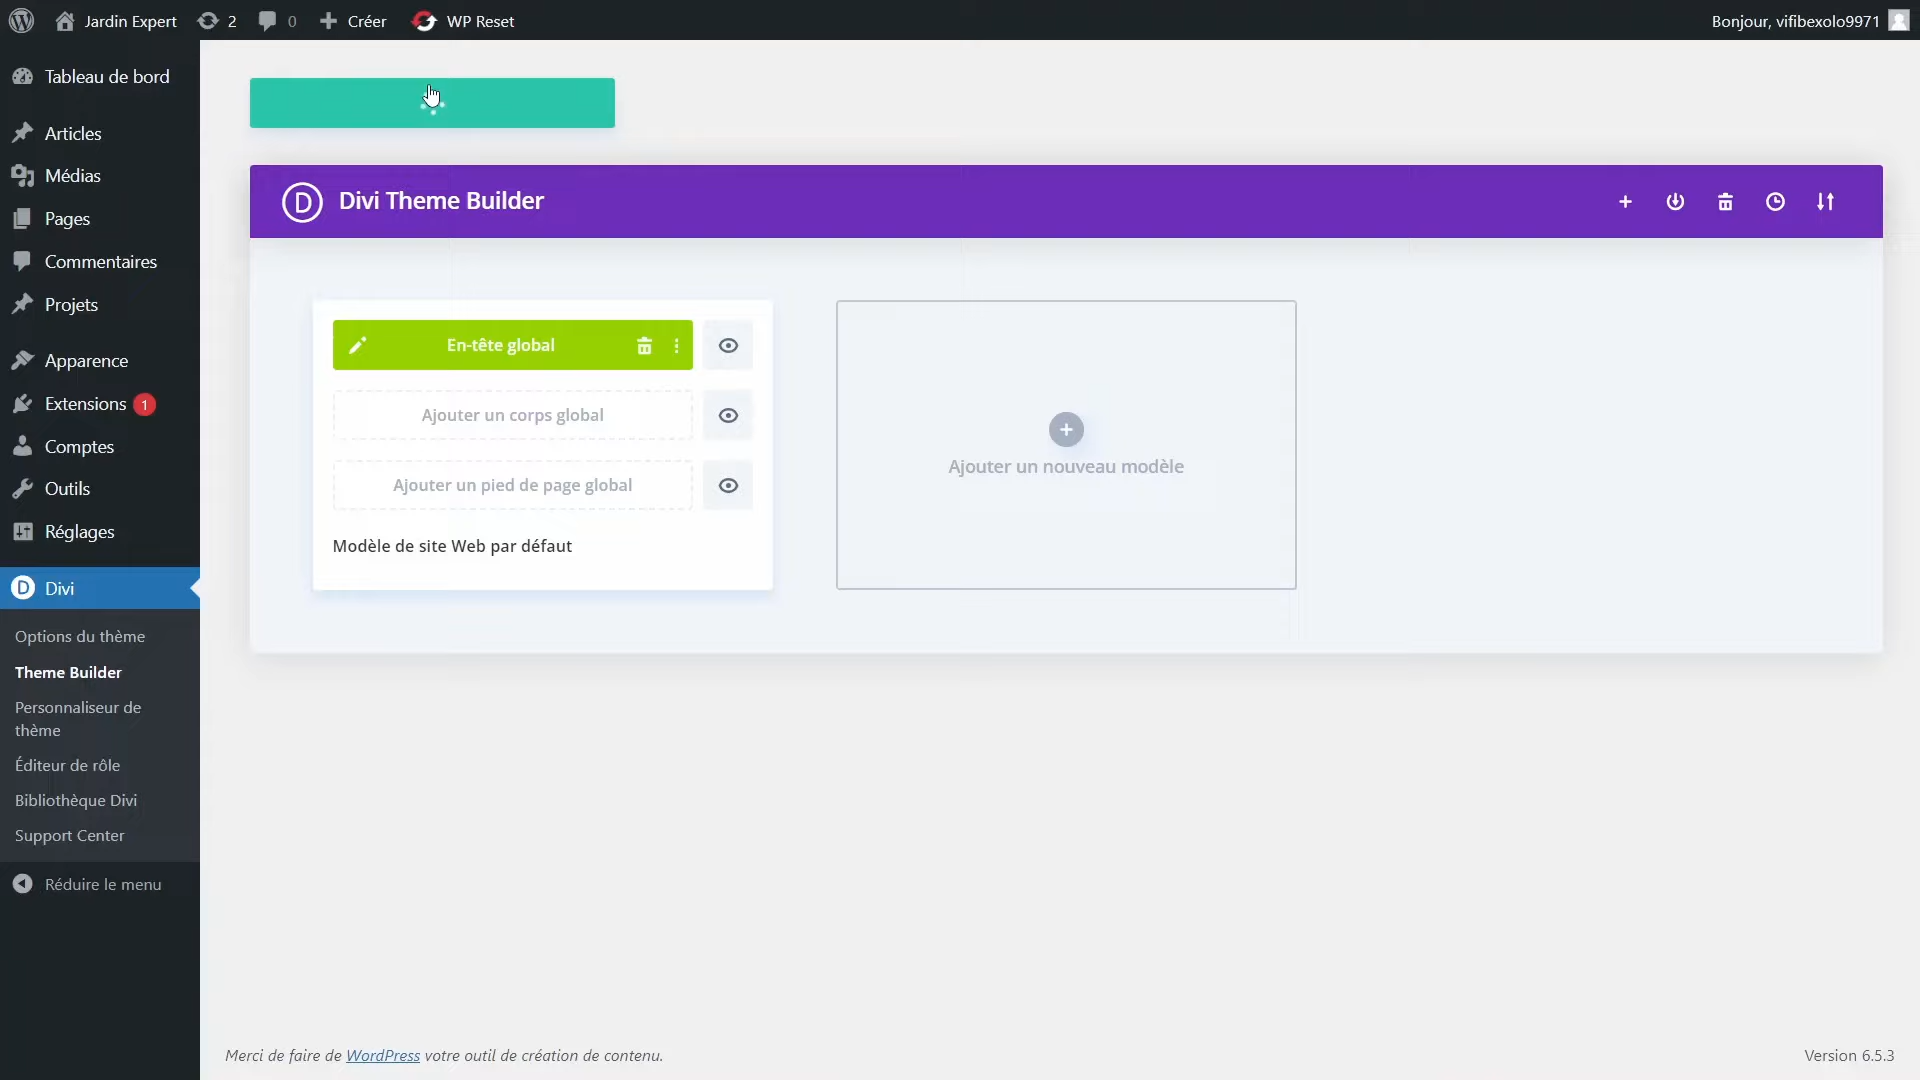 Jardin Expert 2 0 Créer WP Reset Bonjour, vifibexolo9971
Tableau de bord
Articles
Médias
Pages
Commentaires
Projets
Apparence
Extensions 1
Comptes
Outils
Réglages
Divi
Options du thème
Theme Builder
Personnaliseur de
thème
Éditeur de rôle
Bibliothèque Divi
Support Center
Réduire le menu
D Divi Theme Builder
En-tête global
Ajouter un corps global
Ajouter un pied de page global
Modèle de site Web par défaut
Ajouter un nouveau modèle
Merci de faire de WordPress votre outil de création de contenu.
Version 6.5.3